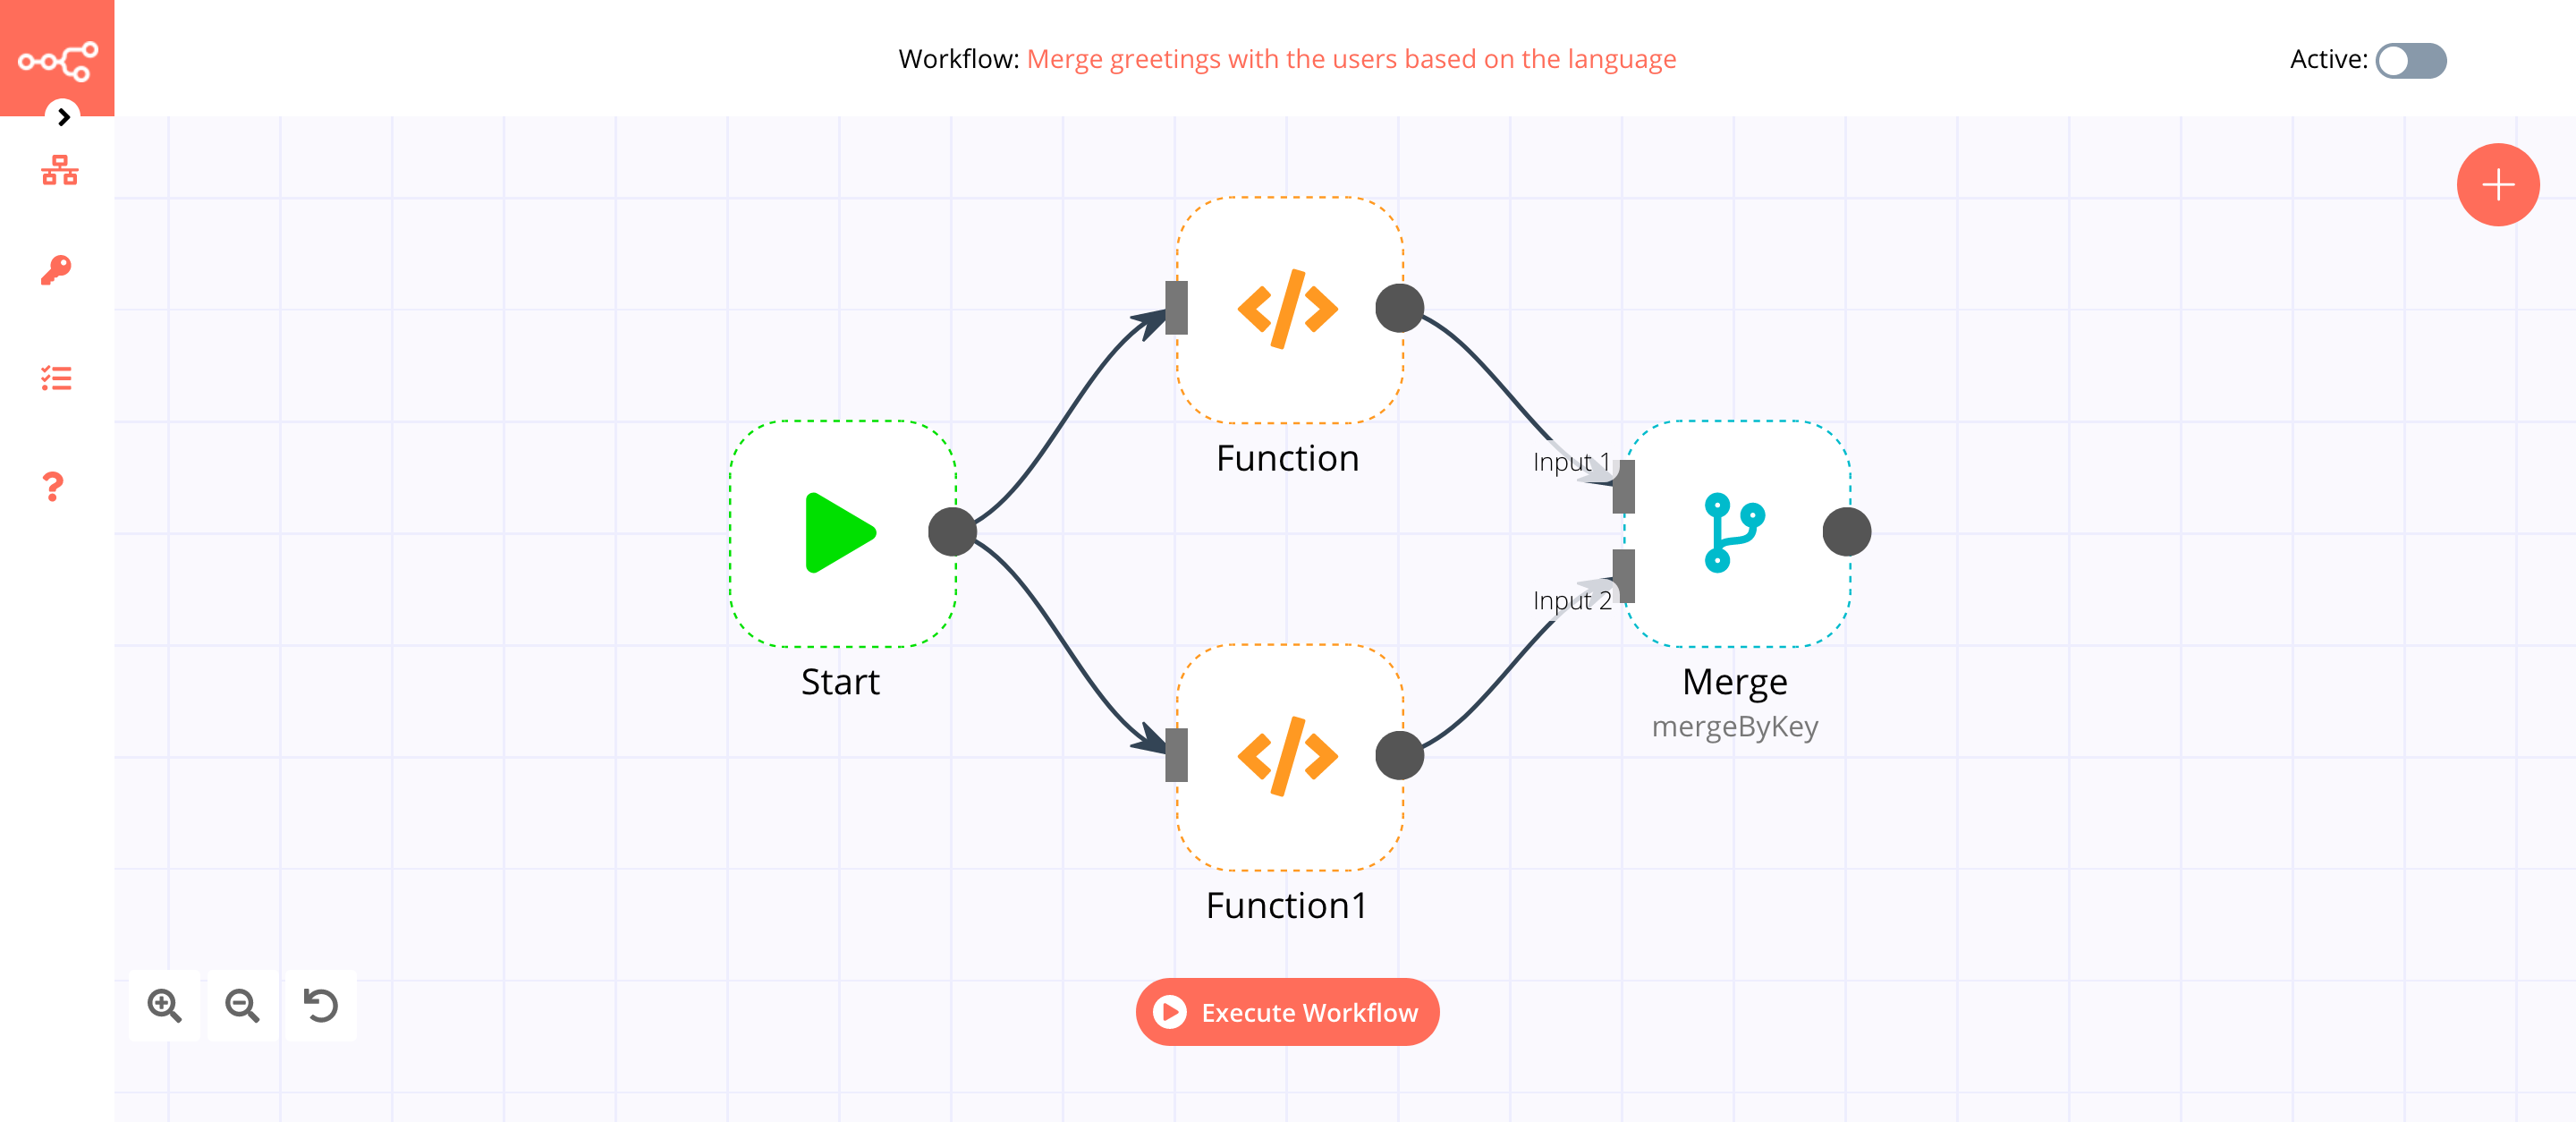 Workflow: Merge greetings with the users based on the language
Active:
Function
Input 1
Start
Input 2
Merge
mergeByKey
Function1
Execute Workflow